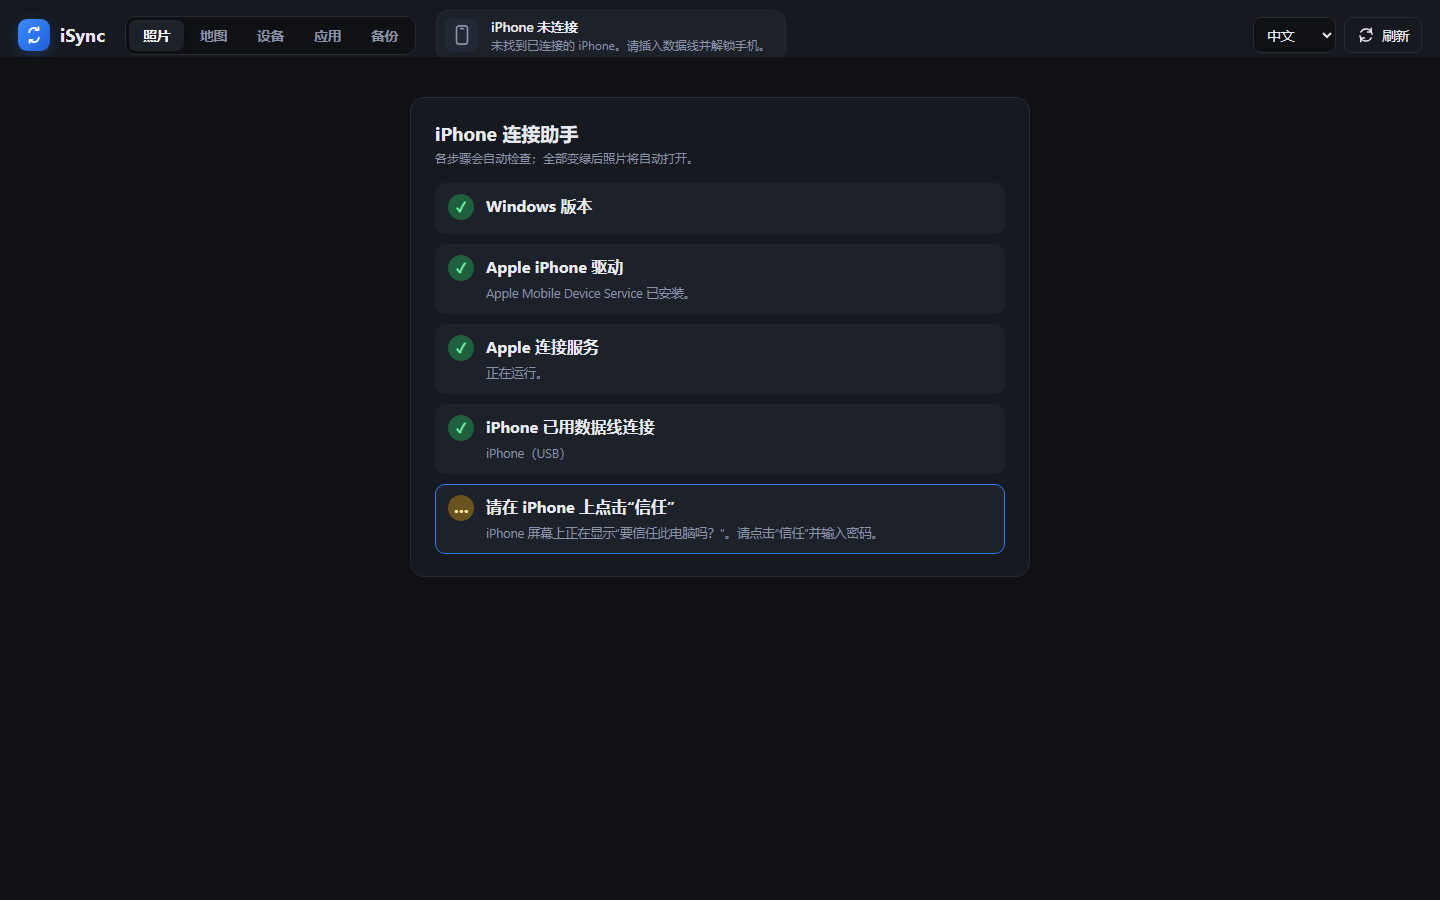 iSync
照片
地图
设备
应用
备份
iPhone 未连接
未找到已连接的 iPhone。请插入数据线并解锁手机。
中文
刷新
iPhone 连接助手
各步骤会自动检查；全部变绿后照片将自动打开。
Windows 版本
Apple iPhone 驱动
Apple Mobile Device Service 已安装。
Apple 连接服务
正在运行。
iPhone 已用数据线连接
iPhone（USB）
请在 iPhone 上点击“信任”
iPhone 屏幕上正在显示“要信任此电脑吗？”。请点击“信任”并输入密码。